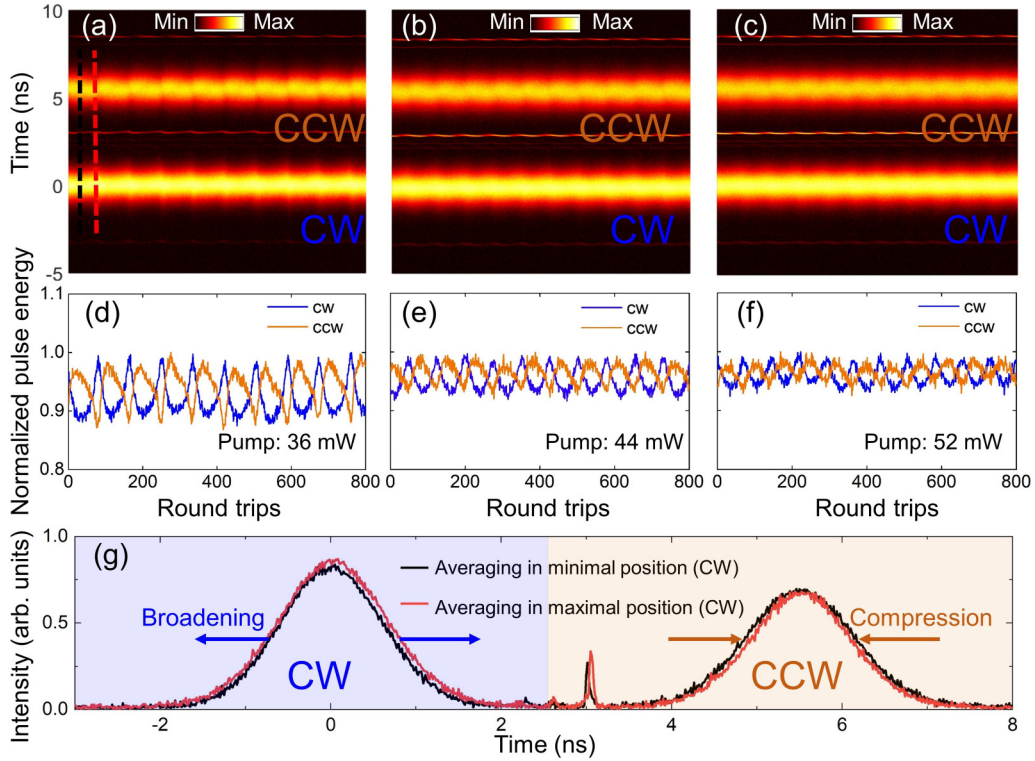 (a) Min Max
(b) Min Max
(c) Min Max
Time (ns)
10
5
0
-5
CCW
CW
CCW
CW
CCW
CW
Normalized pulse energy
1.1
1.0
0.9
0.8
(d)
CW
CCW
Pump: 36 mW
0 200 400 600 800
Round trips
(e)
CW
CCW
Pump: 44 mW
0 200 400 600 800
Round trips
(f)
CW
CCW
Pump: 52 mW
0 200 400 600 800
Round trips
Intensity (arb. units)
1.0
0.5
0.0
(g)
Averaging in minimal position (CW)
Averaging in maximal position (CW)
Broadening
Compression
CW
CCW
-2 0 2 4 6 8
Time (ns)